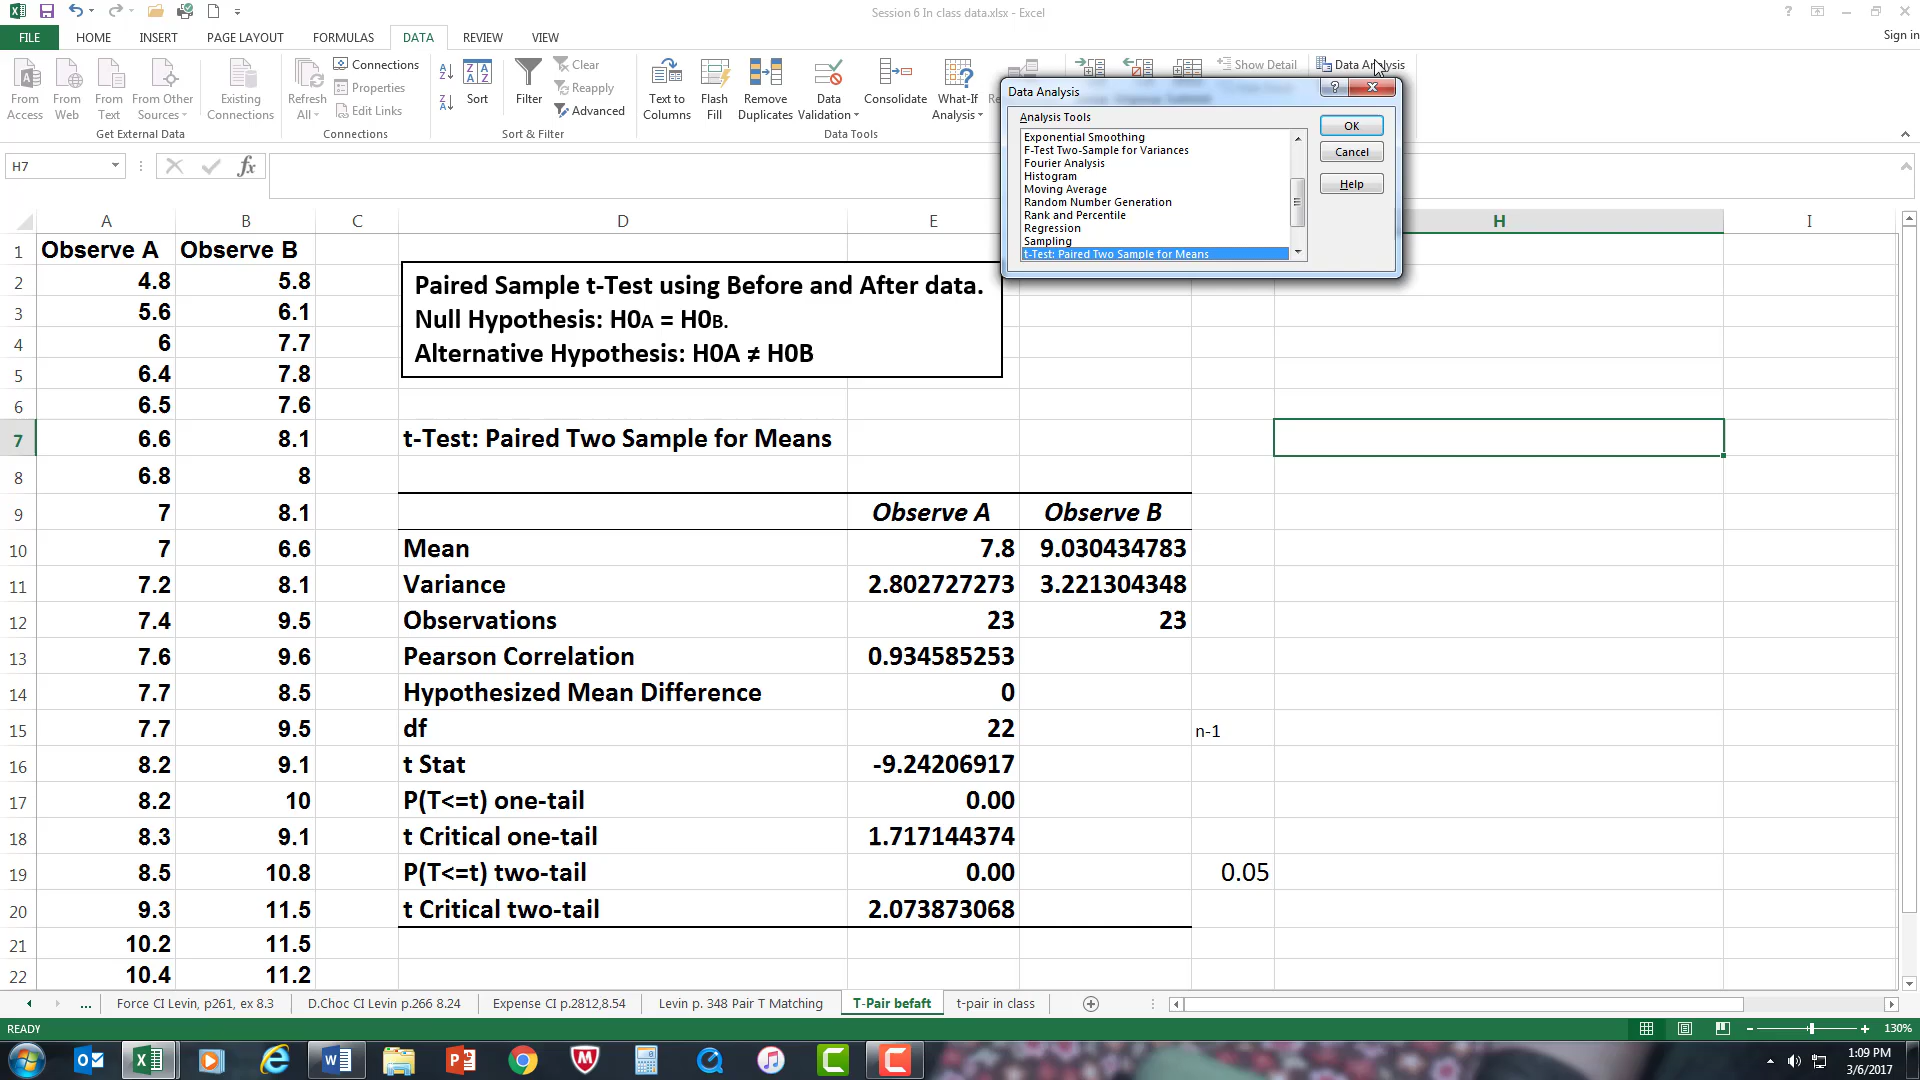 Session 6 In class data.xlsx - Excel
FILE HOME INSERT PAGE LAYOUT FORMULAS DATA REVIEW VIEW
Sign in
From Access
From Web
From Text
From Other Sources
Existing Connections
Get External Data
Refresh All
Connections
Properties
Edit Links
Connections
Sort
Filter
Clear
Reapply
Advanced
Sort & Filter
Text to Columns
Flash Fill
Remove Duplicates
Data Validation
Consolidate
What-If Analysis
Data Tools
Show Detail
Data Analysis
Data Analysis
Analysis Tools
Exponential Smoothing
F-Test Two-Sample for Variances
Fourier Analysis
Histogram
Moving Average
Random Number Generation
Rank and Percentile
Regression
Sampling
t-Test: Paired Two Sample for Means
OK
Cancel
Help
H7
fx
A B C D E H I
1 Observe A Observe B
2 4.8 5.8
3 5.6 6.1
4 6 7.7
5 6.4 7.8
6 6.5 7.6
7 6.6 8.1
8 6.8 8
9 7 8.1
10 7 6.6
11 7.2 8.1
12 7.4 9.5
13 7.6 9.6
14 7.7 8.5
15 7.7 9.5
16 8.2 9.1
17 8.2 10
18 8.3 9.1
19 8.5 10.8
20 9.3 11.5
21 10.2 11.5
22 10.4 11.2
Paired Sample t-Test using Before and After data.
Null Hypothesis: H0A = H0B.
Alternative Hypothesis: H0A ≠ H0B
t-Test: Paired Two Sample for Means
Observe A Observe B
Mean 7.8 9.030434783
Variance 2.802727273 3.221304348
Observations 23 23
Pearson Correlation 0.934585253
Hypothesized Mean Difference 0
df 22 n-1
t Stat -9.24206917
P(T<=t) one-tail 0.00
t Critical one-tail 1.717144374
P(T<=t) two-tail 0.00 0.05
t Critical two-tail 2.073873068
... Force CI Levin, p261, ex 8.3 D.Choc CI Levin p.266 8.24 Expense CI p.2812,8.54 Levin p. 348 Pair T Matching T-Pair befaft t-pair in class
READY
130%
1:09 PM
3/6/2017